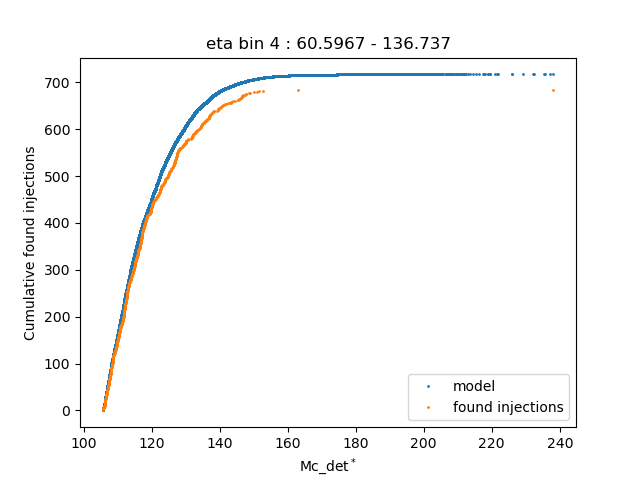 eta bin 4 : 60.5967 - 136.737
700
600
500
400
300
200
100
0
Cumulative found injections
100 120 140 160 180 200 220 240
Mc_det*
model
found injections